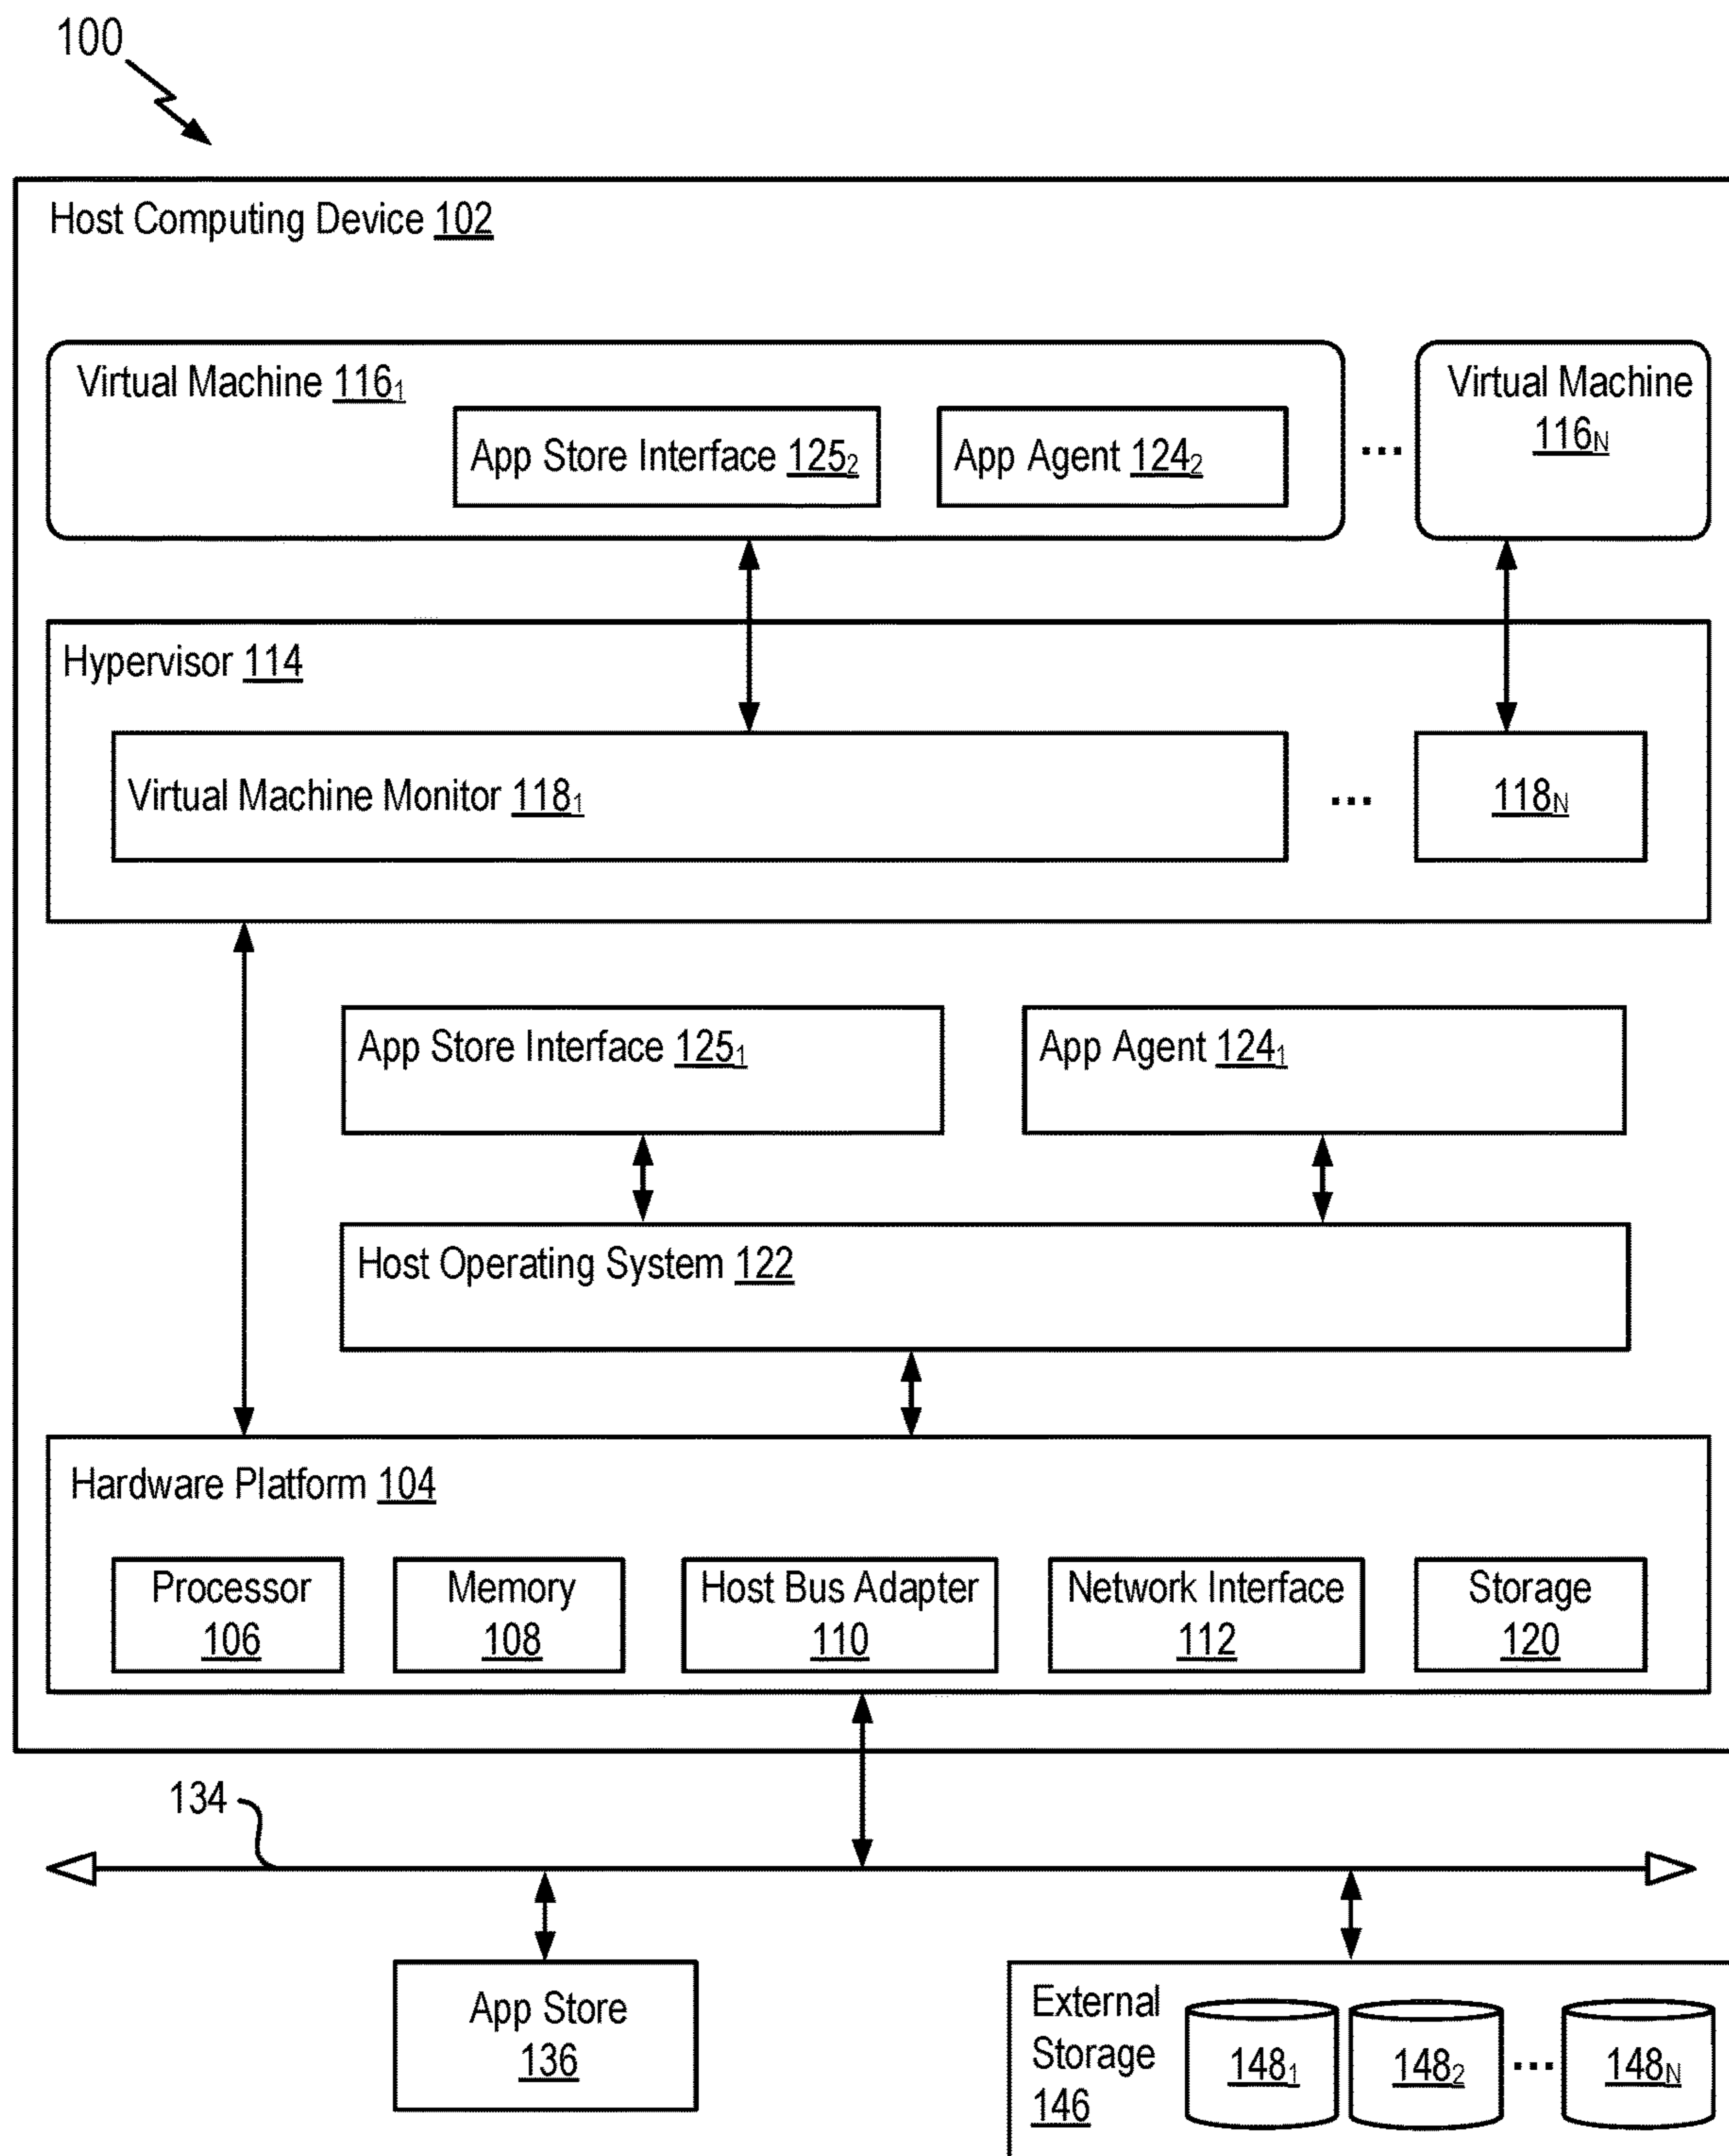 100
Host Computing Device 102
Virtual Machine 116₁
App Store Interface 125₂
App Agent 124₂
...
Virtual Machine
116N
Hypervisor 114
Virtual Machine Monitor 118₁
...
118N
App Store Interface 125₁
App Agent 124₁
Host Operating System 122
Hardware Platform 104
Processor
106
Memory
108
Host Bus Adapter
110
Network Interface
112
Storage
120
134
App Store
136
External
Storage
146
148₁
148₂
...
148N